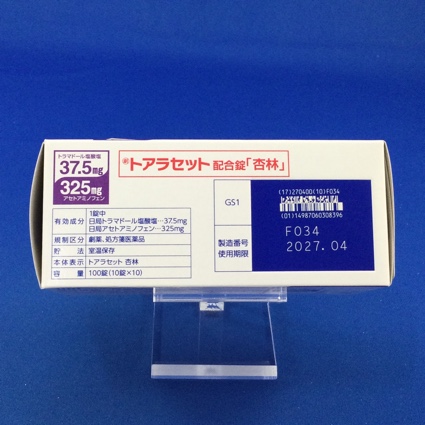 トラマドール塩酸塩
37.5mg
325mg
アセトアミノフェン
トアラセット配合錠「杏林」
1錠中
有効成分 日局トラマドール塩酸塩…37.5mg
日局アセトアミノフェン…325mg
規制区分 劇薬、処方箋医薬品
貯法 室温保存
本体表示 トアラセット 杏林
容量 100錠(10錠×10)
GS1
(17)270400(10)F034
(01)14987060308396
製造番号 F034
使用期限 2027.04